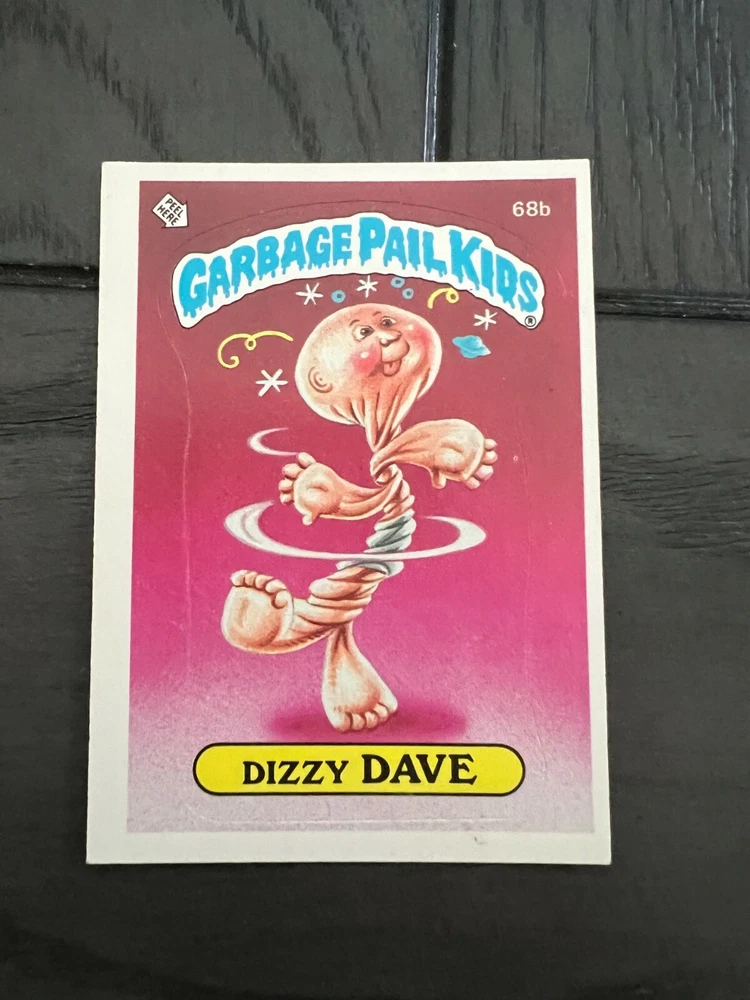 PEEL
HERE
68b
GARBAGE PAIL KIDS
®
DIZZY DAVE